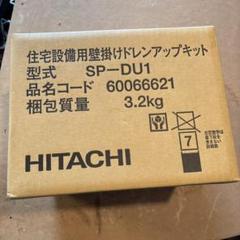 住宅設備用壁掛けドレンアップキット
型式 SP-DU1
品名コード 60066621
梱包質量 3.2kg
HITACHI
7